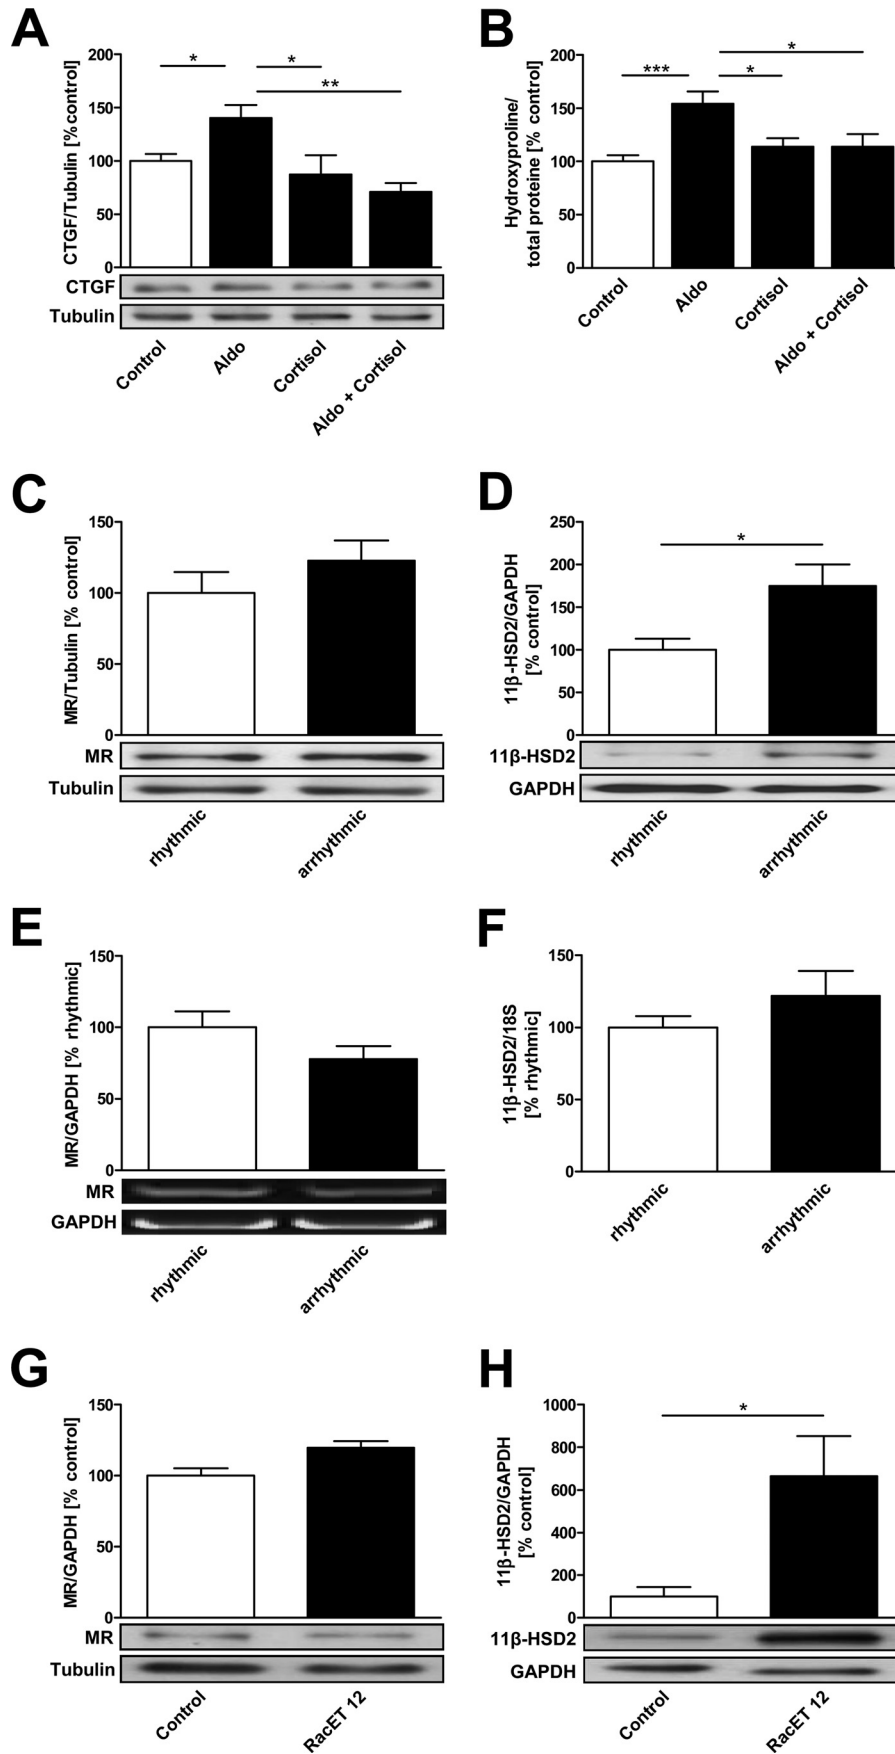 A
CTGF/Tubulin [%control]
200
150
100
50
0
*
*
**
CTGF
Tubulin
Control
Aldo
Cortisol
Aldo + Cortisol
B
Hydroxyproline/
total proteine [% control]
200
150
100
50
0
***
*
*
Control
Aldo
Cortisol
Aldo + Cortisol
C
MR/Tubulin [% control]
150
100
50
0
MR
Tubulin
rhythmic
arrhythmic
D
11β-HSD2/GAPDH
[% control]
250
200
150
100
50
0
*
11β-HSD2
GAPDH
rhythmic
arrhythmic
E
MR/GAPDH [% rhythmic]
150
100
50
0
MR
GAPDH
rhythmic
arrhythmic
F
11β-HSD2/18S
[% rhythmic]
150
100
50
0
rhythmic
arrhythmic
G
MR/GAPDH [% control]
150
100
50
0
MR
Tubulin
Control
RacET 12
H
11β-HSD2/GAPDH
[% control]
1000
800
600
400
200
0
*
11β-HSD2
GAPDH
Control
RacET 12